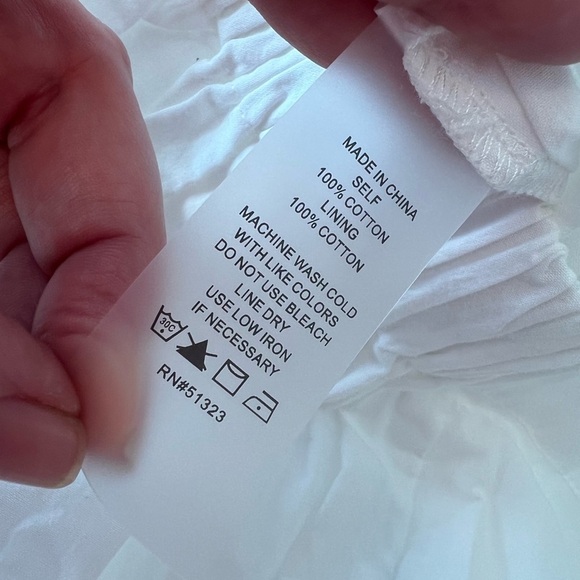 MADE IN CHINA
SELF
100% COTTON
LINING
100% COTTON
MACHINE WASH COLD
WITH LIKE COLORS
DO NOT USE BLEACH
LINE DRY
USE LOW IRON
IF NECESSARY
30C
RN#51323